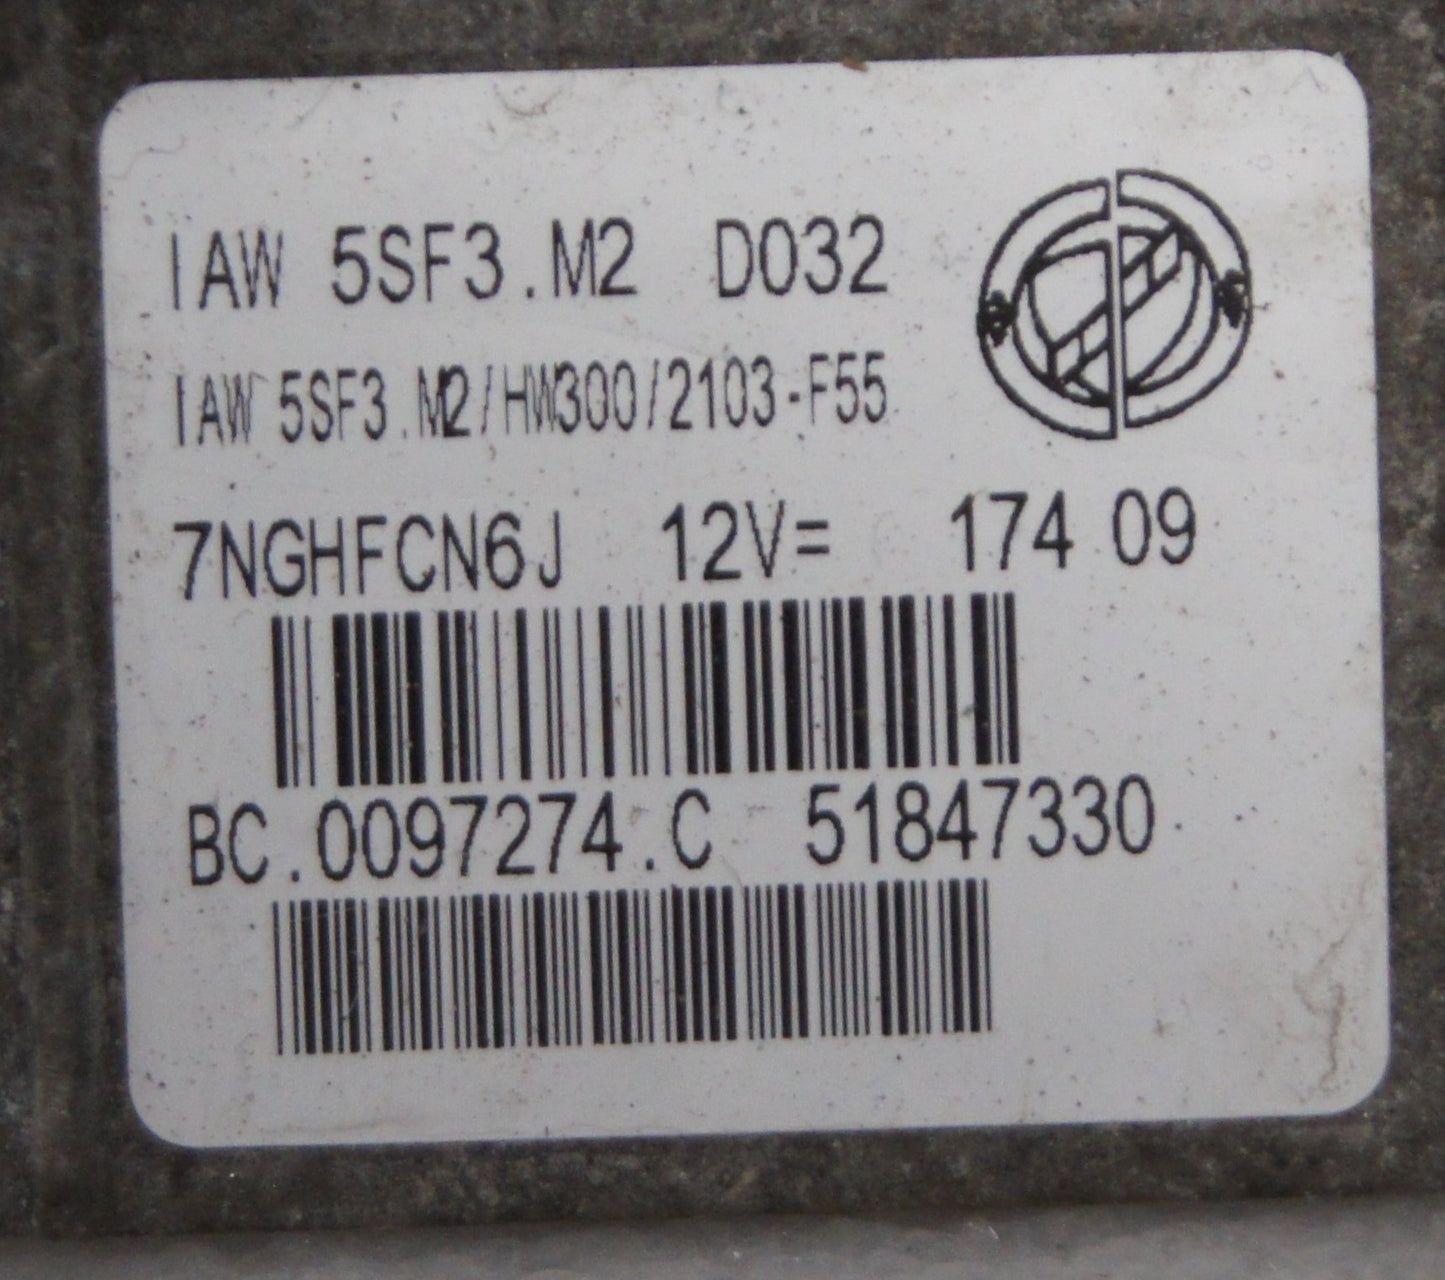 IAW 5SF3.M2 D032
IAW 5SF3.M2/HW300/2103-F55
7NGHFCN6J 12V= 174 09
BC.0097274.C 51847330